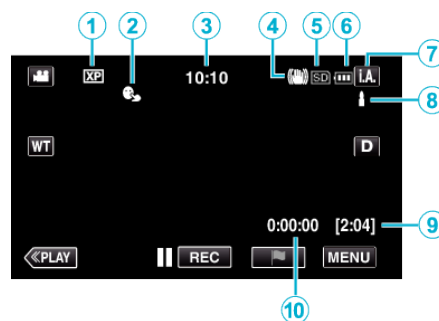 1 2 3 4 5 6 7
XP 10:10 SD i.A.
8
WT D
0:00:00 [2:04] 9
≪PLAY REC MENU
10